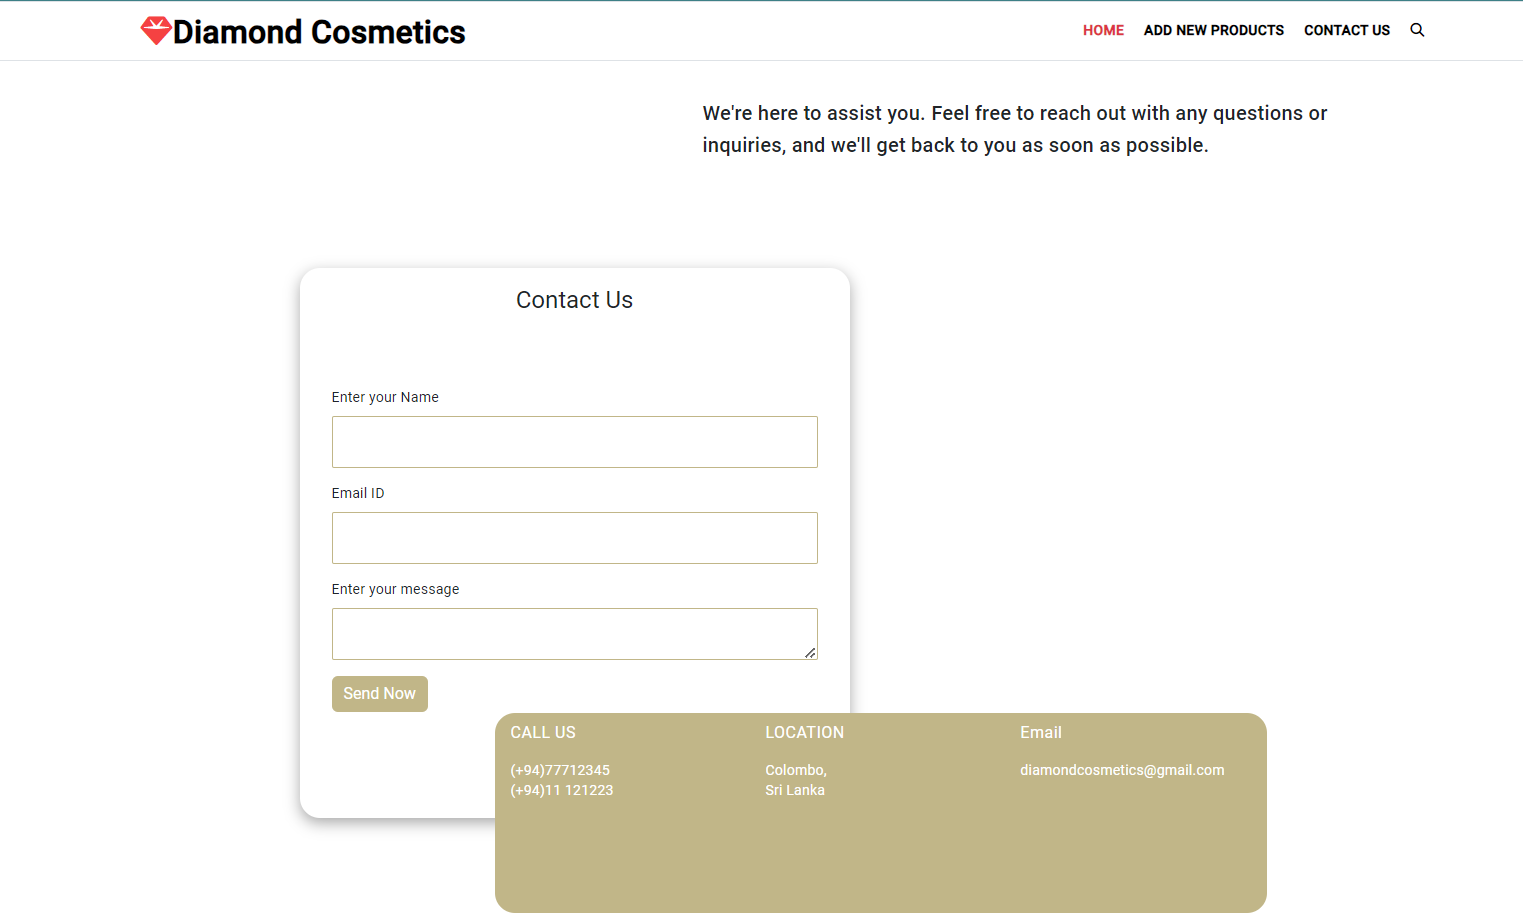 Diamond Cosmetics
HOME ADD NEW PRODUCTS CONTACT US
We're here to assist you. Feel free to reach out with any questions or
inquiries, and we'll get back to you as soon as possible.
Contact Us
Enter your Name
Email ID
Enter your message
Send Now
CALL US
(+94)77712345
(+94)11 121223
LOCATION
Colombo,
Sri Lanka
Email
diamondcosmetics@gmail.com